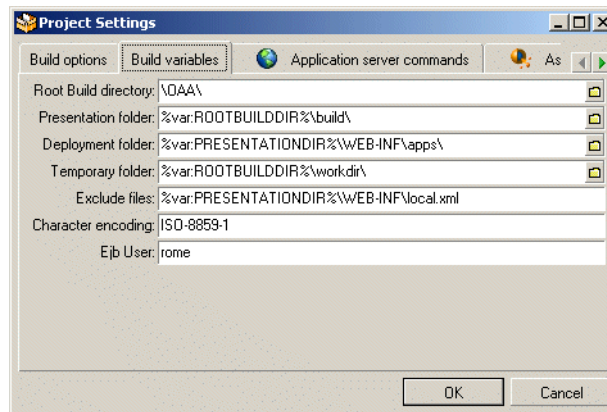 Project Settings
Build options Build variables Application server commands As
Root Build directory: \OAA\
Presentation folder: %var:ROOTBUILDDIR%\build\
Deployment folder: %var:PRESENTATIONDIR%\WEB-INF\apps\
Temporary folder: %var:ROOTBUILDDIR%\workdir\
Exclude files: %var:PRESENTATIONDIR%\WEB-INF\local.xml
Character encoding: ISO-8859-1
Ejb User: rome
OK Cancel